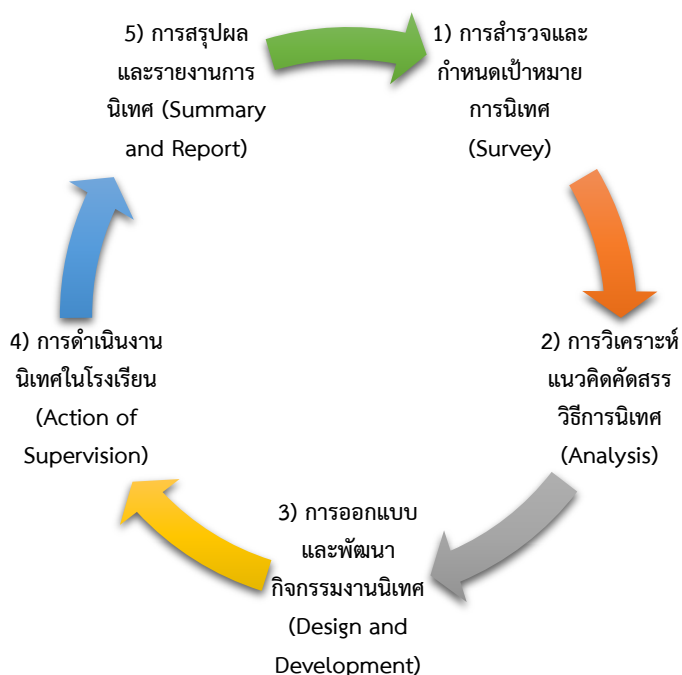 1) การสำรวจและ
กำหนดเป้าหมาย
การนิเทศ
(Survey)
2) การวิเคราะห์
แนวคิดคัดสรร
วิธีการนิเทศ
(Analysis)
3) การออกแบบ
และพัฒนา
กิจกรรมงานนิเทศ
(Design and
Development)
4) การดำเนินงาน
นิเทศในโรงเรียน
(Action of
Supervision)
5) การสรุปผล
และรายงานการ
นิเทศ (Summary
and Report)